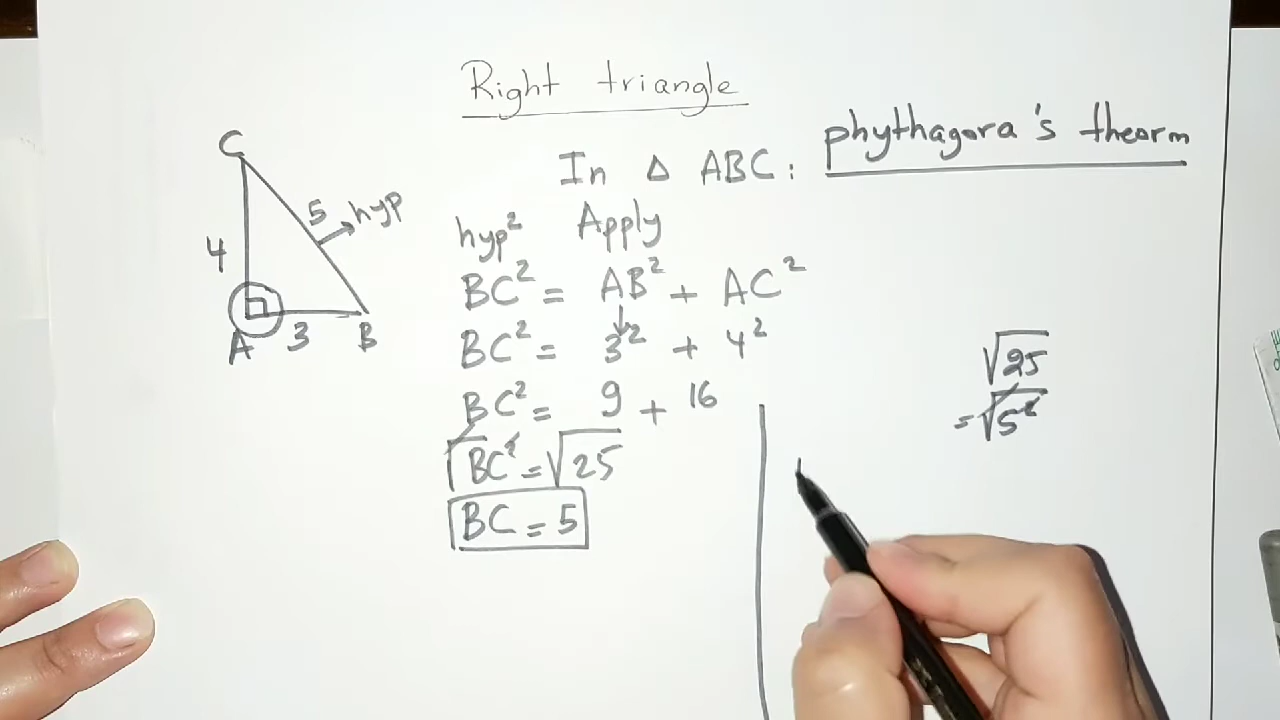 Right triangle
phythagora's theorm
In Δ ABC:
C
5 → hyp
4
A 3 B
hyp² Apply
BC² = AB² + AC²
BC² = 3² + 4²
BC² = 9 + 16
√BC² = √25
BC = 5
√25
= √5²